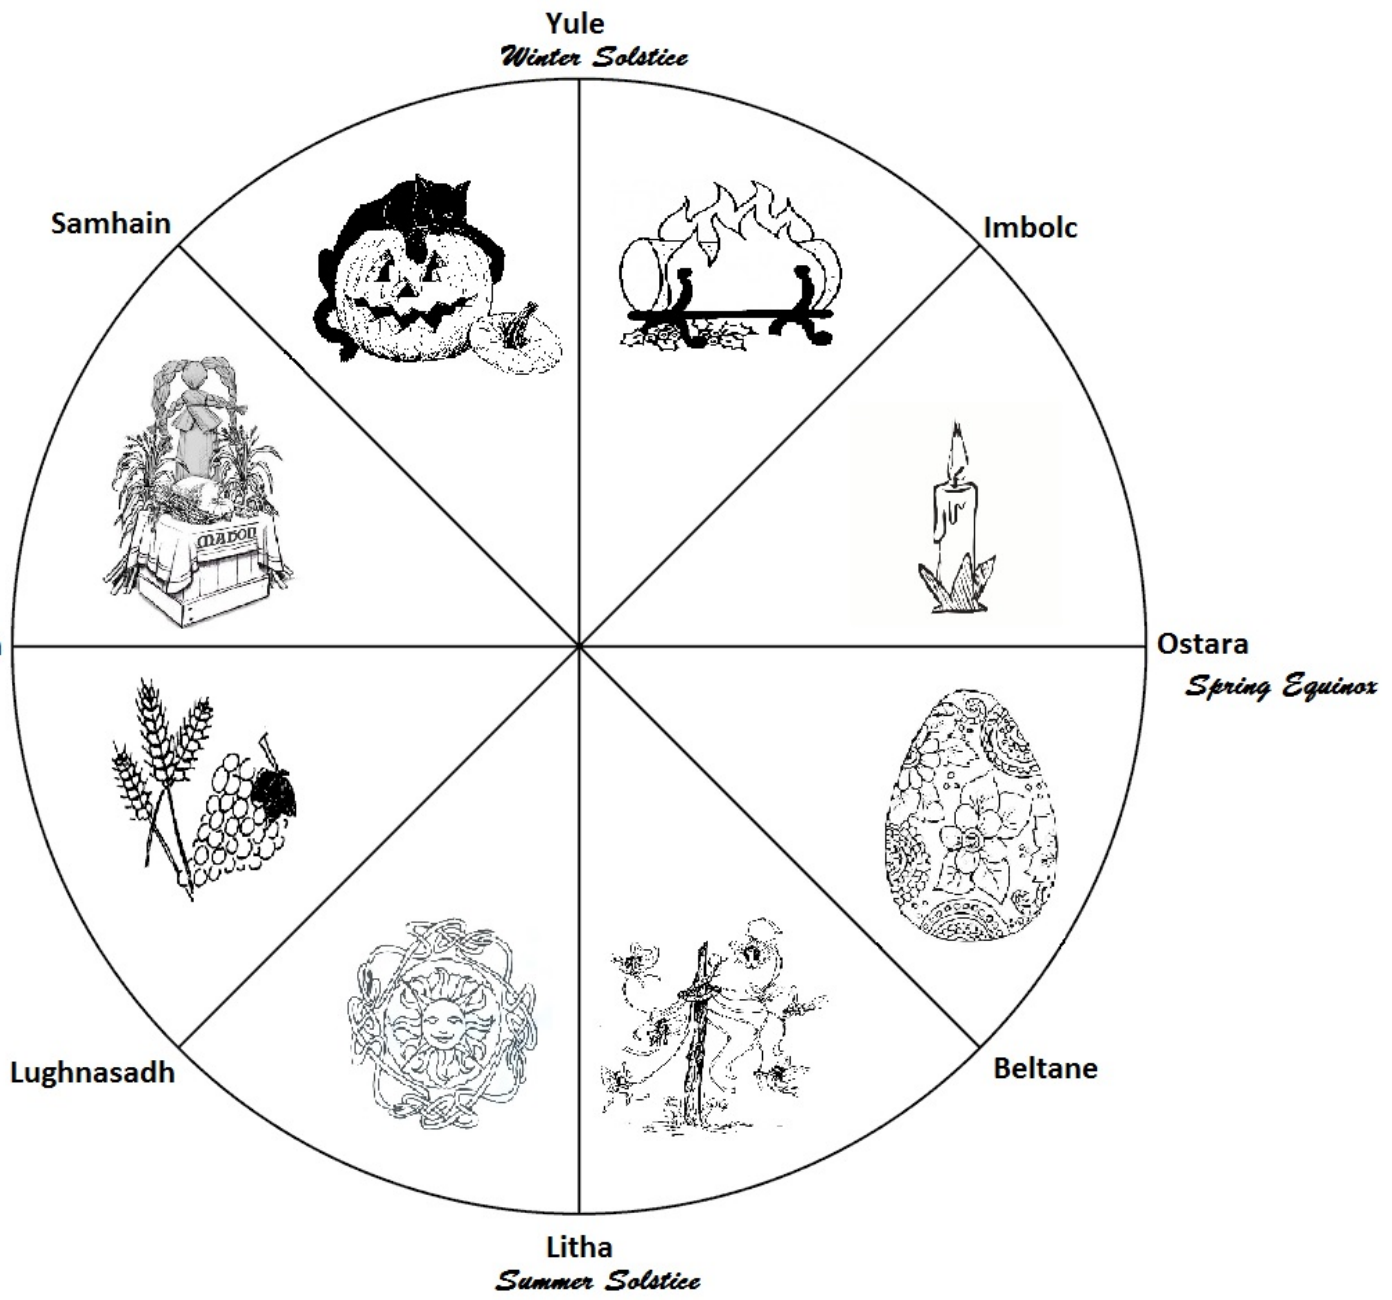 Yule
Winter Solstice
Samhain
Imbolc
MABON
Ostara
Spring Equinox
Lughnasadh
Beltane
Litha
Summer Solstice